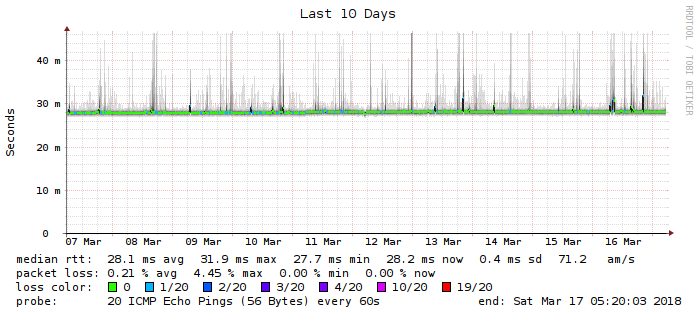 Last 10 Days
RRDTOOL / TOBI OETIKER
Seconds
40 m
30 m
20 m
10 m
0
07 Mar 08 Mar 09 Mar 10 Mar 11 Mar 12 Mar 13 Mar 14 Mar 15 Mar 16 Mar
median rtt: 28.1 ms avg 31.9 ms max 27.7 ms min 28.2 ms now 0.4 ms sd 71.2 am/s
packet loss: 0.21 % avg 4.45 % max 0.00 % min 0.00 % now
loss color: 0 1/20 2/20 3/20 4/20 10/20 19/20
probe: 20 ICMP Echo Pings (56 Bytes) every 60s end: Sat Mar 17 05:20:03 2018